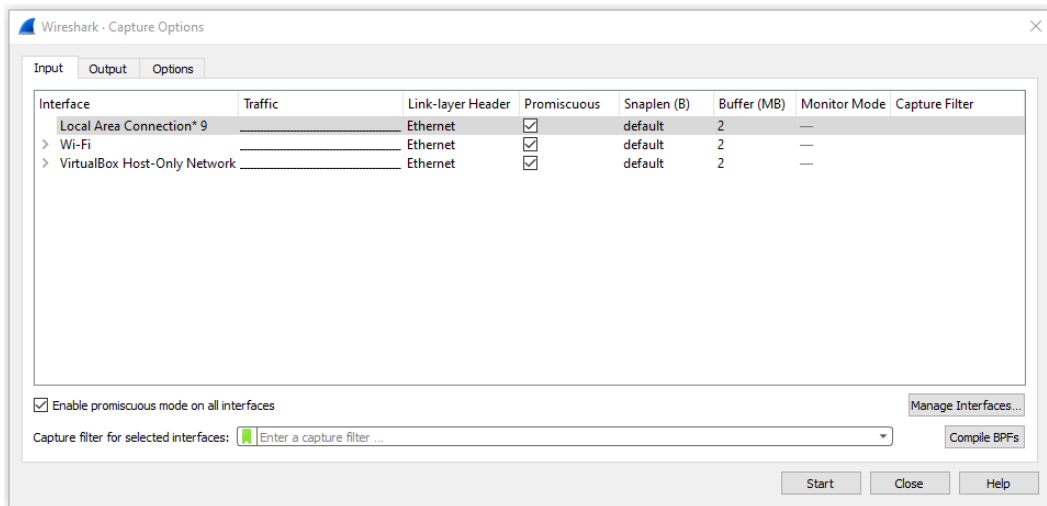 Wireshark · Capture Options
Input Output Options
Interface Traffic Link-layer Header Promiscuous Snaplen (B) Buffer (MB) Monitor Mode Capture Filter
Local Area Connection* 9 Ethernet default 2 —
Wi-Fi Ethernet default 2 —
VirtualBox Host-Only Network Ethernet default 2 —
Enable promiscuous mode on all interfaces Manage Interfaces...
Capture filter for selected interfaces: Enter a capture filter ... Compile BPFs
Start Close Help